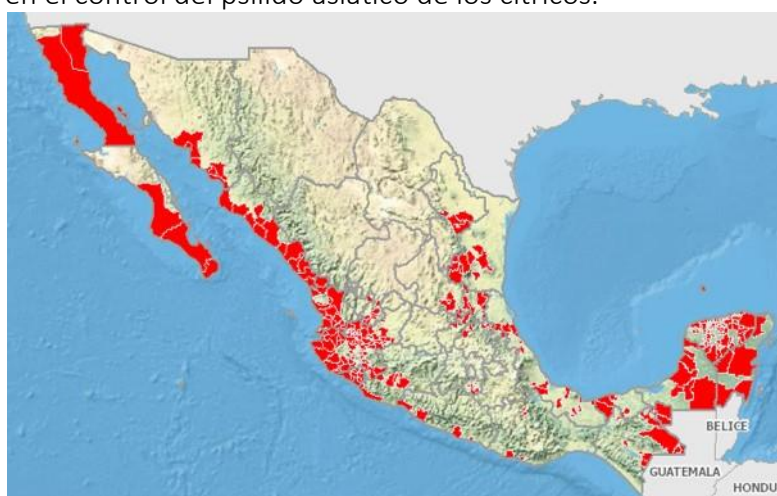 en el control del psílido asiático de los cítricos.
BELICE
GUATEMALA
HONDU